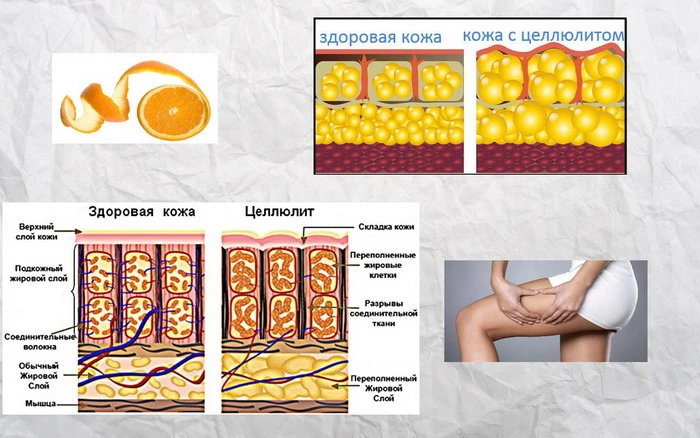 здоровая кожа
кожа с целлюлитом
Здоровая кожа
Целлюлит
Верхний
слой кожи
Подкожный
жировой слой
Соединительные
волокна
Обычный
Жировой
Слой
Мышца
Складка кожи
Переполненные
жировые
клетки
Разрывы
соединительной
ткани
Переполненный
Жировой
Слой